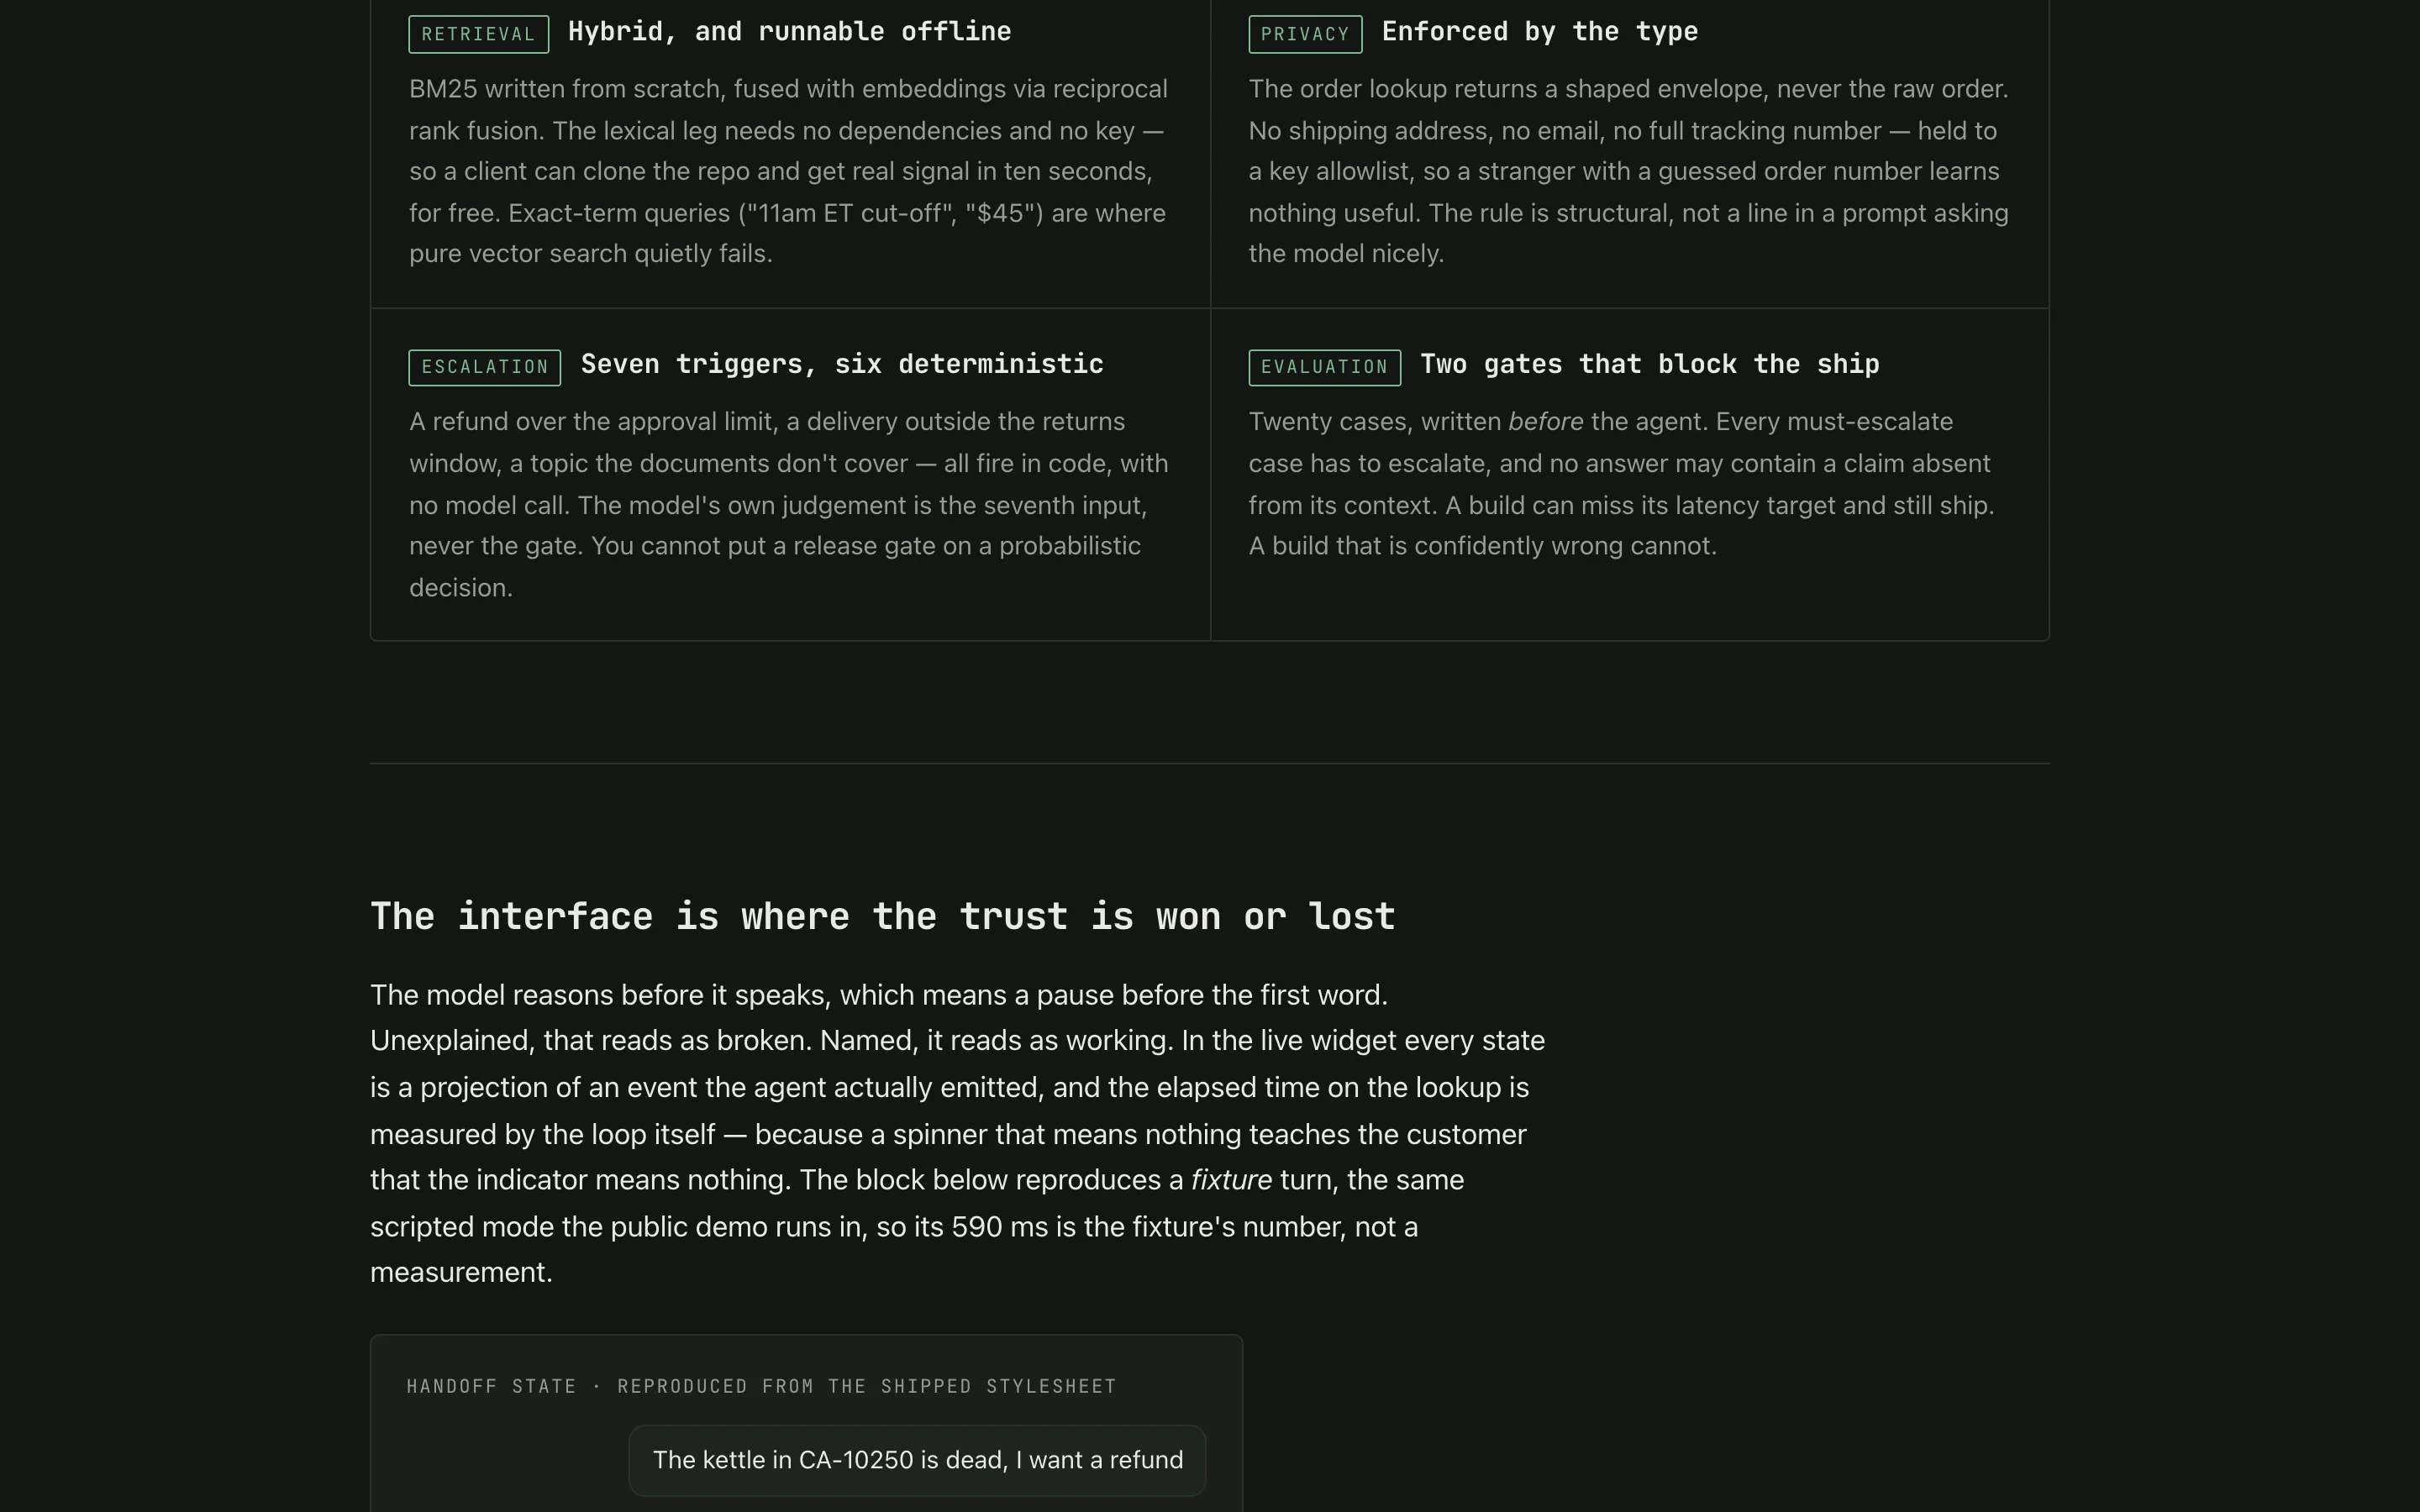 RETRIEVAL Hybrid, and runnable offline
BM25 written from scratch, fused with embeddings via reciprocal
rank fusion. The lexical leg needs no dependencies and no key —
so a client can clone the repo and get real signal in ten seconds,
for free. Exact-term queries ("11am ET cut-off", "$45") are where
pure vector search quietly fails.
PRIVACY Enforced by the type
The order lookup returns a shaped envelope, never the raw order.
No shipping address, no email, no full tracking number — held to
a key allowlist, so a stranger with a guessed order number learns
nothing useful. The rule is structural, not a line in a prompt asking
the model nicely.
ESCALATION Seven triggers, six deterministic
A refund over the approval limit, a delivery outside the returns
window, a topic the documents don't cover — all fire in code, with
no model call. The model's own judgement is the seventh input,
never the gate. You cannot put a release gate on a probabilistic
decision.
EVALUATION Two gates that block the ship
Twenty cases, written before the agent. Every must-escalate
case has to escalate, and no answer may contain a claim absent
from its context. A build can miss its latency target and still ship.
A build that is confidently wrong cannot.
The interface is where the trust is won or lost
The model reasons before it speaks, which means a pause before the first word.
Unexplained, that reads as broken. Named, it reads as working. In the live widget every state
is a projection of an event the agent actually emitted, and the elapsed time on the lookup is
measured by the loop itself — because a spinner that means nothing teaches the customer
that the indicator means nothing. The block below reproduces a fixture turn, the same
scripted mode the public demo runs in, so its 590 ms is the fixture's number, not a
measurement.
HANDOFF STATE · REPRODUCED FROM THE SHIPPED STYLESHEET
The kettle in CA-10250 is dead, I want a refund